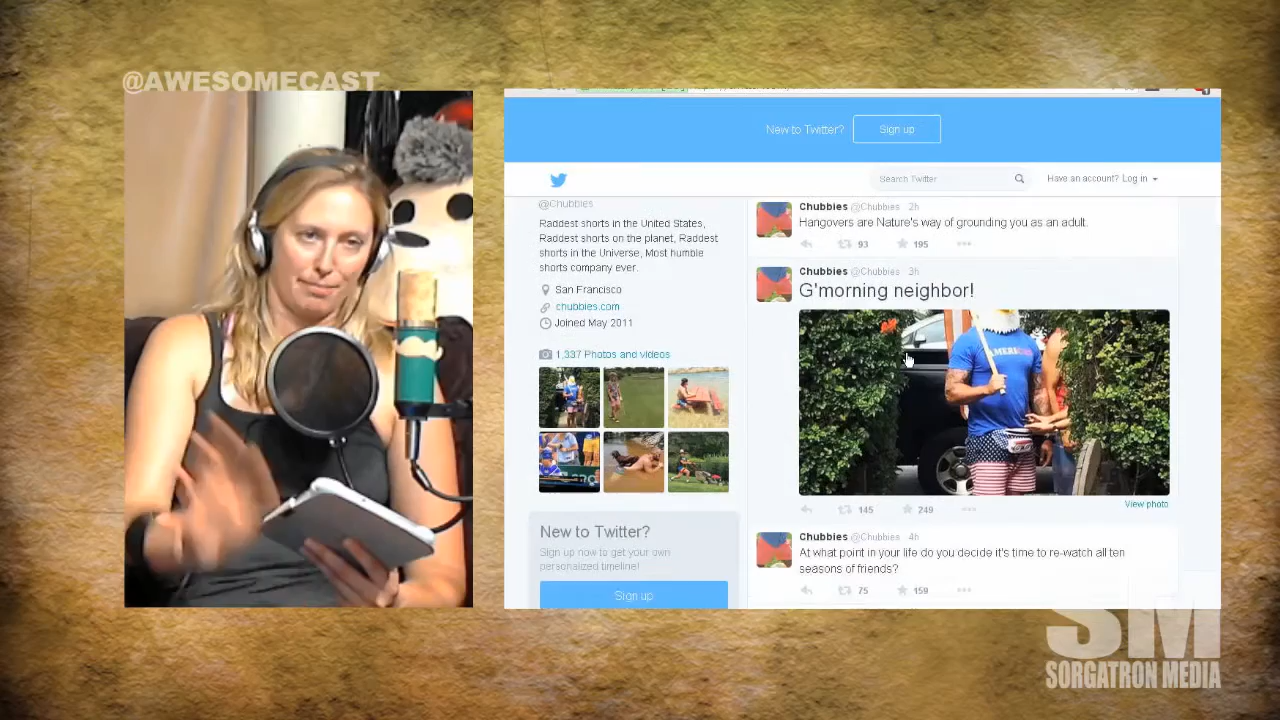 @AWESOMECAST
New to Twitter?
Sign up
Search Twitter
Have an account? Log in
@Chubbies
Raddest shorts in the United States,
Raddest shorts on the planet, Raddest
shorts in the Universe, Most humble
shorts company ever.
San Francisco
chubbies.com
Joined May 2011
1,337 Photos and videos
New to Twitter?
Sign up now to get your own
personalized timeline!
Sign up
Chubbies @Chubbies 2h
Hangovers are Nature's way of grounding you as an adult.
93 195
Chubbies @Chubbies 3h
G'morning neighbor!
View photo
145 249
Chubbies @Chubbies 4h
At what point in your life do you decide it's time to re-watch all ten
seasons of friends?
75 159
SM
SORGATRON MEDIA